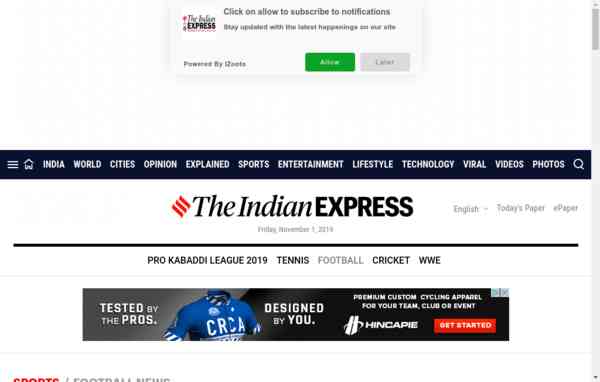 Click on allow to subscribe to notifications
Stay updated with the latest happenings on our site
The Indian
EXPRESS
Powered By iZooto
Allow
Later
INDIA WORLD CITIES OPINION EXPLAINED SPORTS ENTERTAINMENT LIFESTYLE TECHNOLOGY VIRAL VIDEOS PHOTOS
The Indian EXPRESS
English Today's Paper ePaper
Friday, November 1, 2019
PRO KABADDI LEAGUE 2019 TENNIS FOOTBALL CRICKET WWE
TESTED BY THE PROS.
CRCA
DESIGNED BY YOU.
PREMIUM CUSTOM CYCLING APPAREL
FOR YOUR TEAM, CLUB OR EVENT
HINCAPIE
GET STARTED
SPORTS / FOOTBALL NEWS